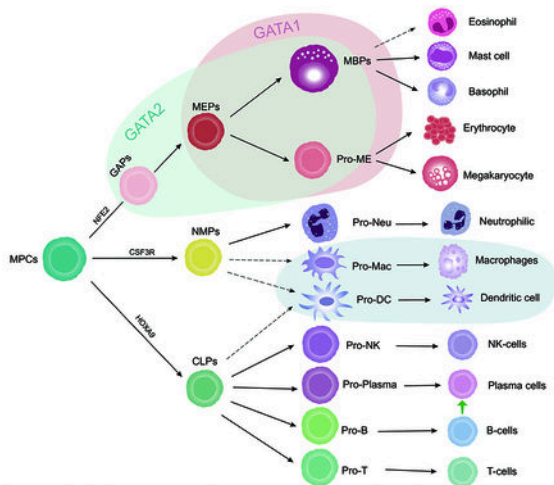 GATA1
GATA2
Eosinophil
MBPs
Mast cell
Basophil
MEPs
Erythrocyte
Pro-ME
Megakaryocyte
GAPs
NFE2
MPCs
CSF3R
NMPs
Pro-Neu
Neutrophilic
Pro-Mac
Macrophages
Pro-DC
Dendritic cell
HOXA9
CLPs
Pro-NK
NK-cells
Pro-Plasma
Plasma cells
Pro-B
B-cells
Pro-T
T-cells